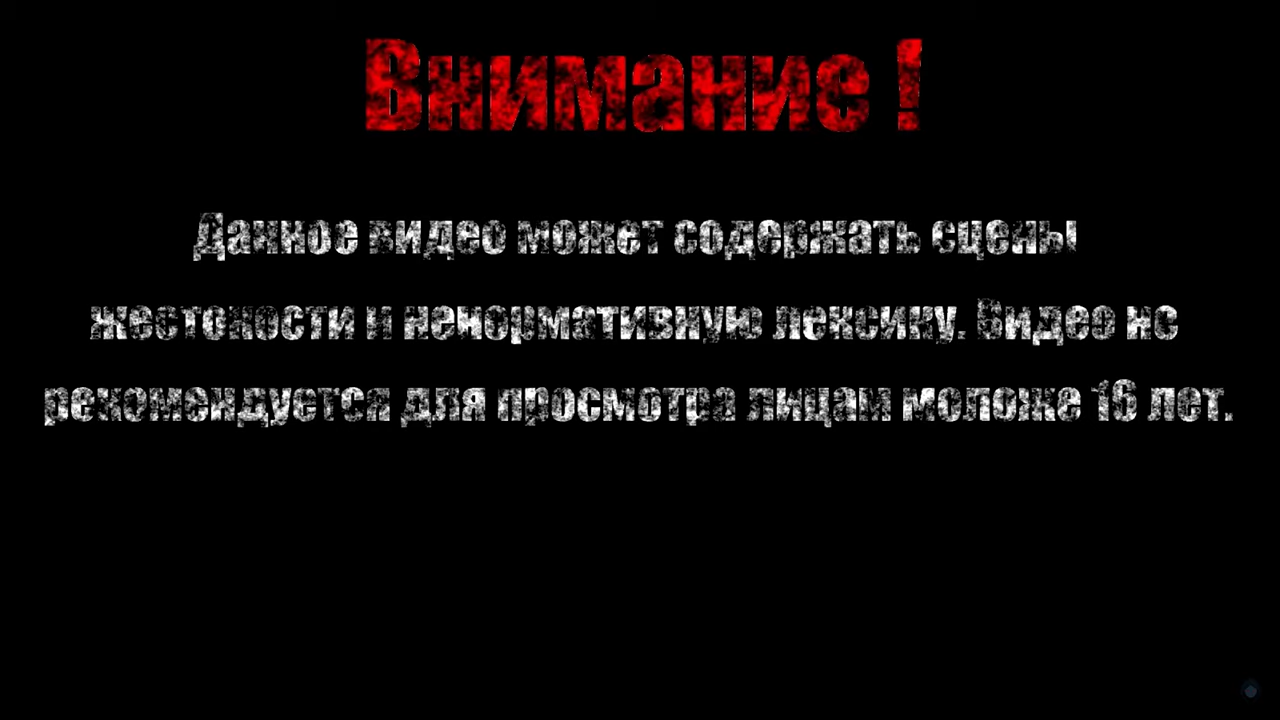 Внимание !
Данное видео может содержать сцены
жестокости и ненормативную лексику. Видео не
рекомендуется для просмотра лицам моложе 16 лет.